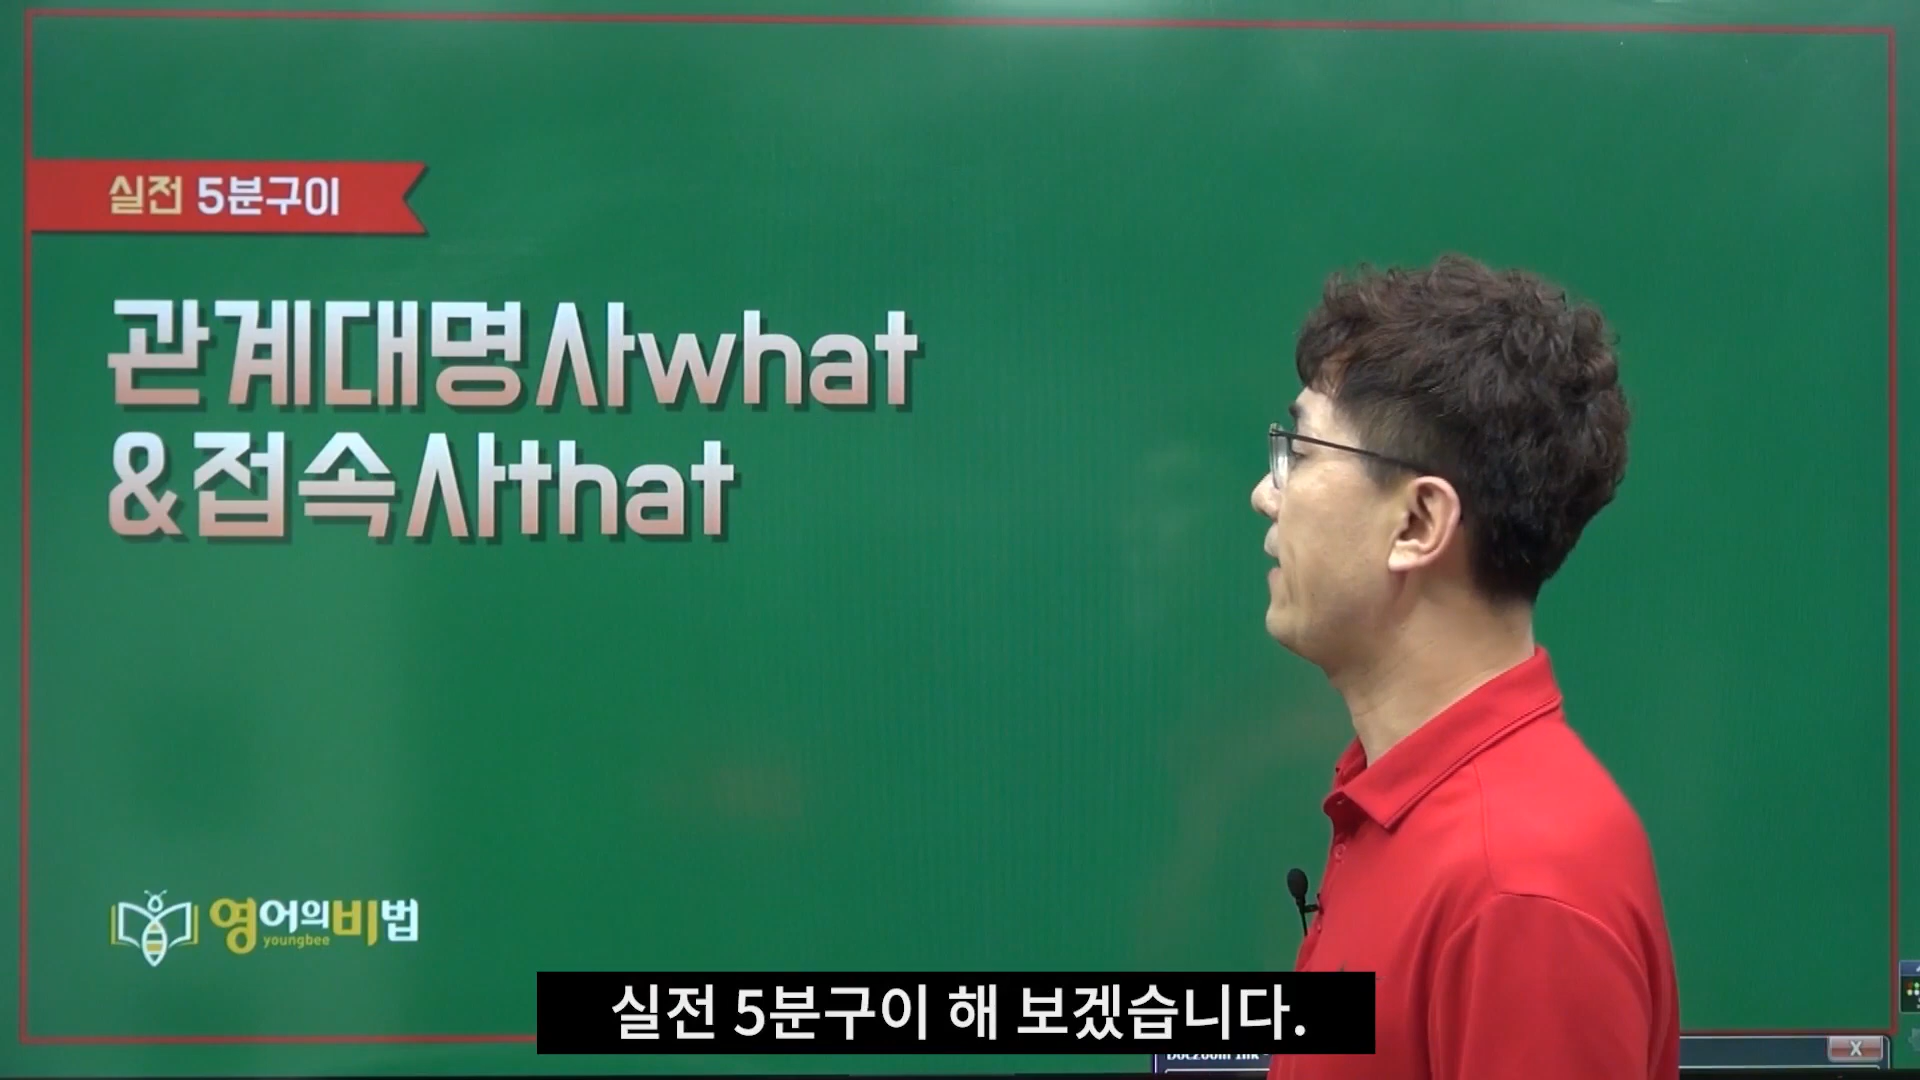 실전 5분구이
관계대명사what
&접속사that
영어의비법
youngbee
실전 5분구이 해 보겠습니다.
DocZoom Ink
X